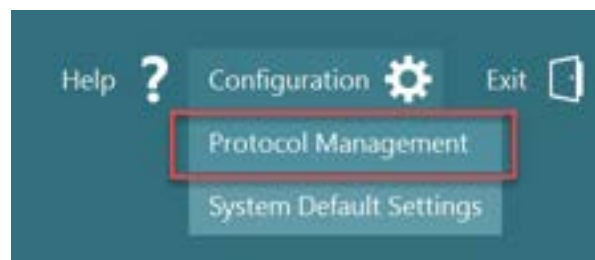 Help ? Configuration Exit
Protocol Management
System Default Settings